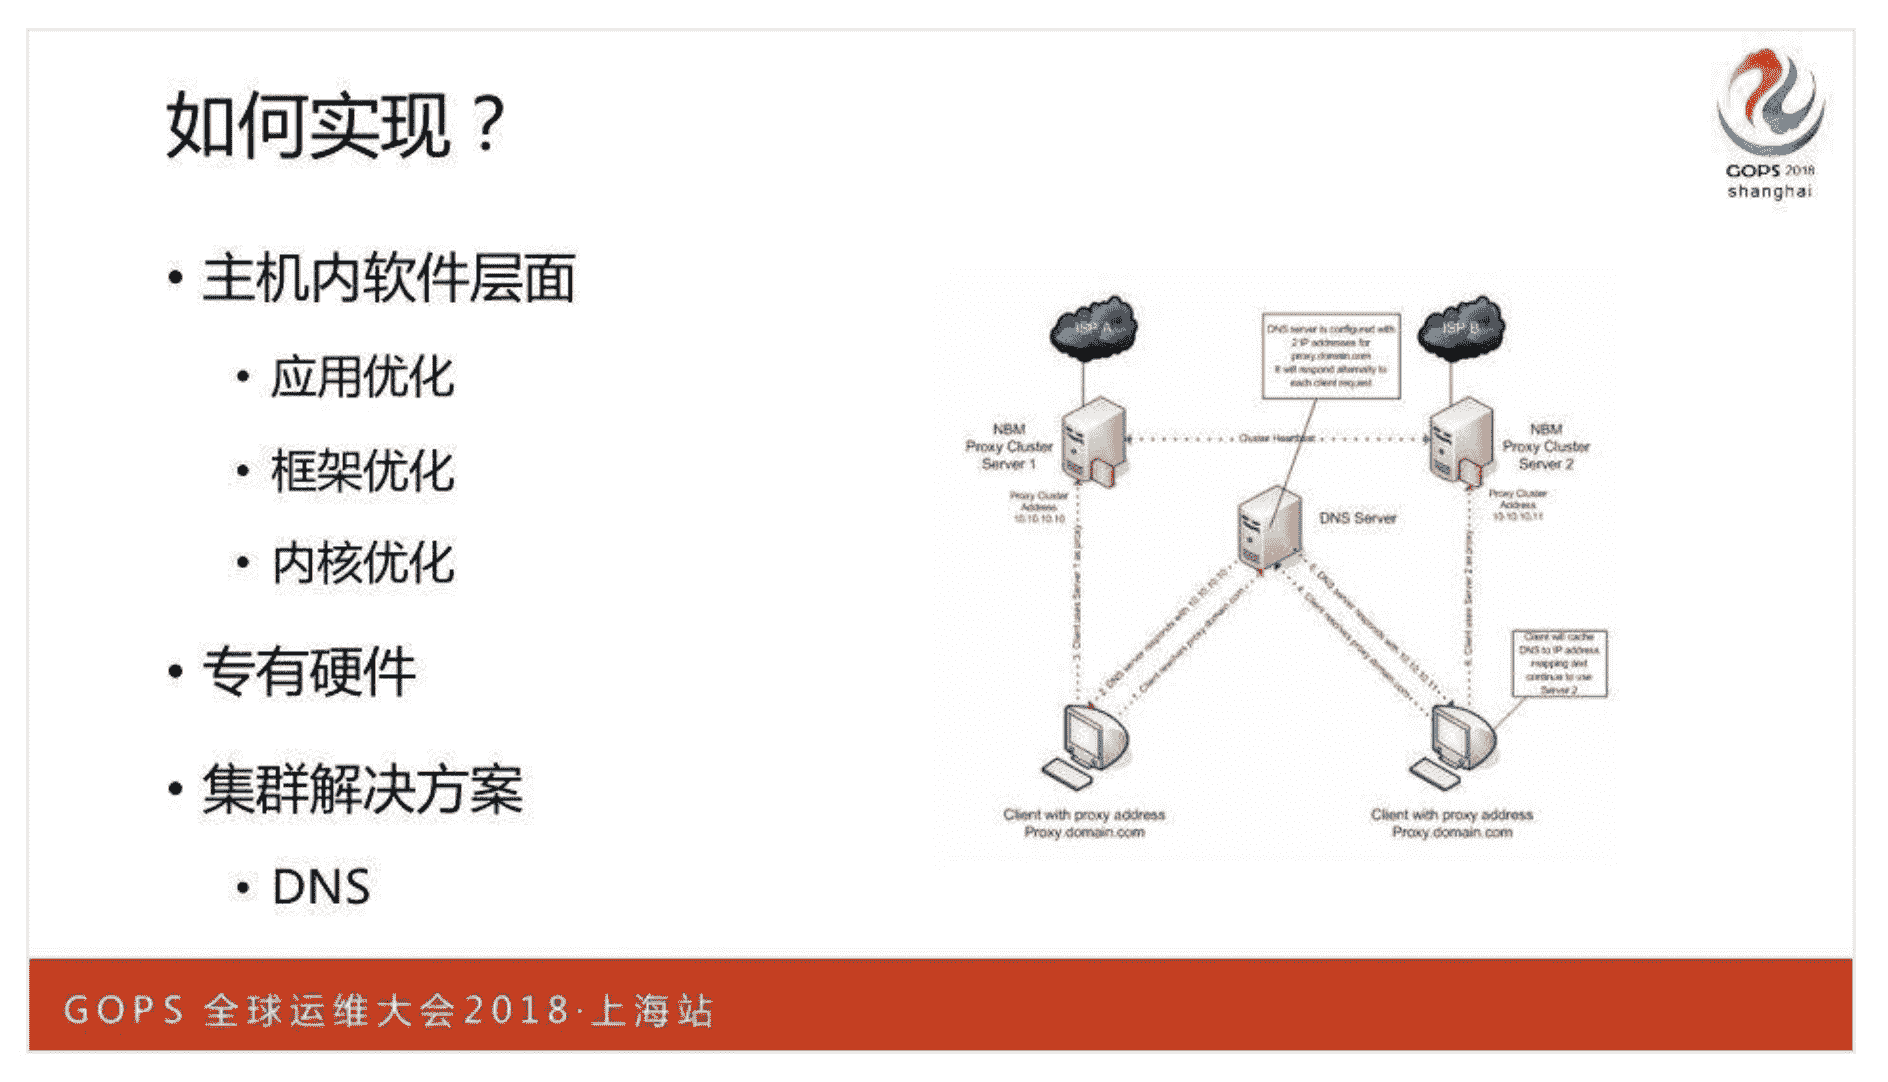 如何实现？
GOPS 2018
shanghai
• 主机内软件层面
• 应用优化
• 框架优化
• 内核优化
• 专有硬件
• 集群解决方案
• DNS
ISP A
ISP B
DNS server is configured with
2 IP addresses for
proxy.domain.com
It will respond alternatly to
each client request
NBM
Proxy Cluster
Server 1
Cluster Heartbeat
NBM
Proxy Cluster
Server 2
Proxy Cluster
Address
10.10.10.10
DNS Server
Proxy Cluster
Address
10.10.10.11
3. Client uses Server 1 as proxy
2. DNS server responds with 10.10.10.10
1. Client resolves proxy.domain.com
5. DNS server responds with 10.10.10.11
4. Client resolves proxy.domain.com
6. Client uses Server 2 as proxy
Client will cache
DNS to IP address
mapping and
continue to use
Server 2
Client with proxy address
Proxy.domain.com
Client with proxy address
Proxy.domain.com
GOPS 全球运维大会2018·上海站